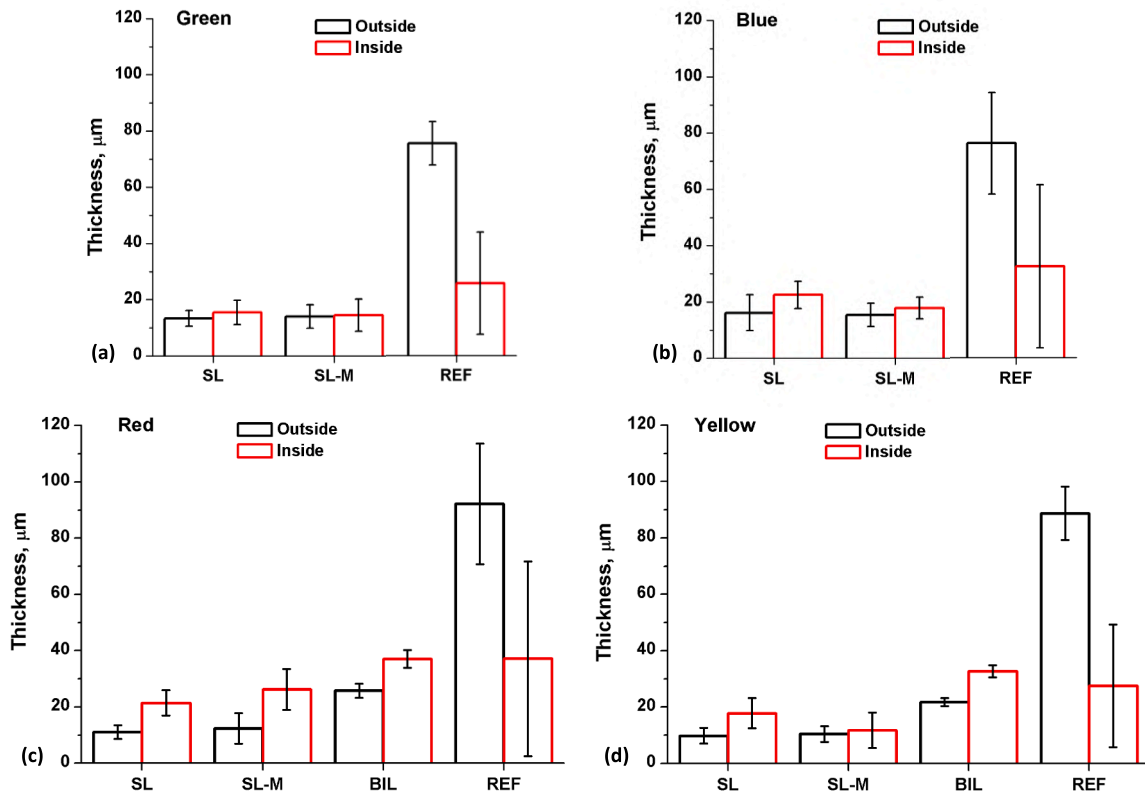 Green
Outside
Inside
Thickness, μm
120
100
80
60
40
20
0
(a)
SL SL-M REF
Blue
Outside
Inside
Thickness, μm
120
100
80
60
40
20
0
(b)
SL SL-M REF
Red
Outside
Inside
Thickness, μm
120
100
80
60
40
20
0
(c)
SL SL-M BIL REF
Yellow
Outside
Inside
Thickness, μm
120
100
80
60
40
20
0
(d)
SL SL-M BIL REF